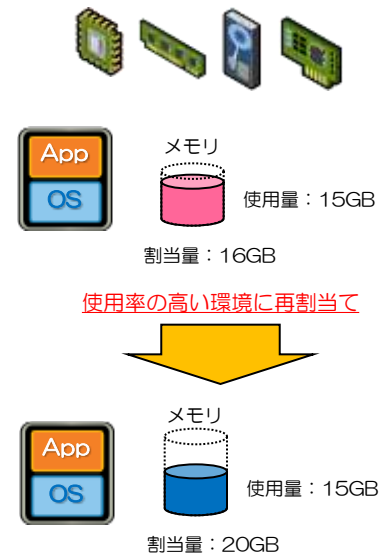 App
OS
メモリ
使用量：15GB
割当量：16GB
使用率の高い環境に再割当て
App
OS
メモリ
使用量：15GB
割当量：20GB